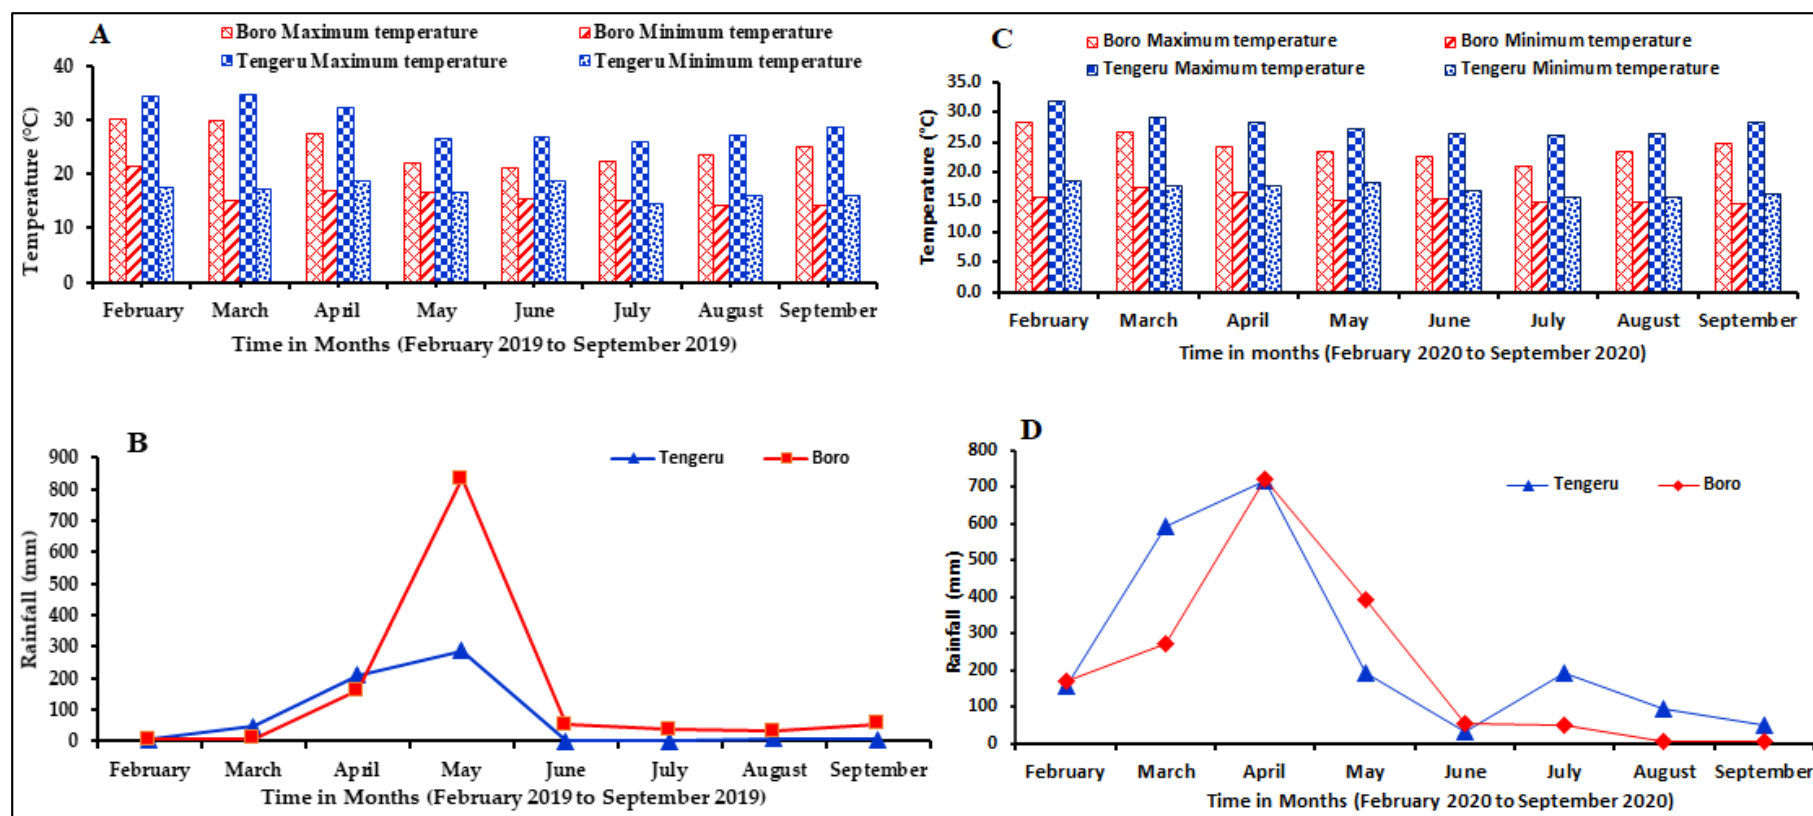 A
Boro Maximum temperature
Boro Minimum temperature
Tengeru Maximum temperature
Tengeru Minimum temperature
40
30
20
10
0
Temperature (°C)
February March April May June July August September
Time in Months (February 2019 to September 2019)
C
Boro Maximum temperature
Boro Minimum temperature
Tengeru Maximum temperature
Tengeru Minimum temperature
35.0
30.0
25.0
20.0
15.0
10.0
5.0
0.0
Temperature (°C)
February March April May June July August September
Time in months (February 2020 to September 2020)
B
Tengeru Boro
900
800
700
600
500
400
300
200
100
0
Rainfall (mm)
February March April May June July August September
Time in Months (February 2019 to September 2019)
D
Tengeru Boro
800
700
600
500
400
300
200
100
0
Rainfall (mm)
February March April May June July August September
Time in Months (February 2020 to September 2020)